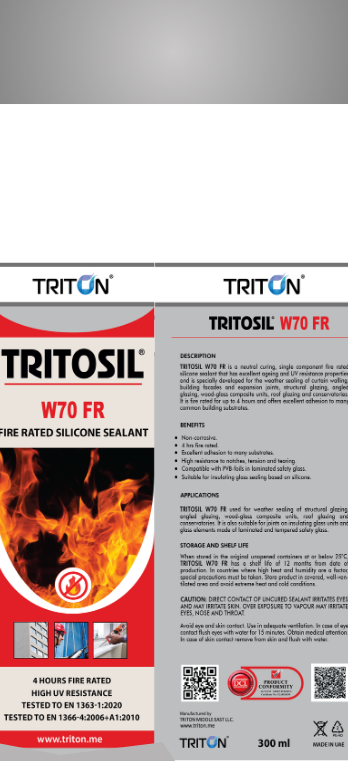 TRITON®
TRITOSIL®
W70 FR
FIRE RATED SILICONE SEALANT
4 HOURS FIRE RATED
HIGH UV RESISTANCE
TESTED TO EN 1363-1:2020
TESTED TO EN 1366-4:2006+A1:2010
www.triton.me
TRITON®
TRITOSIL® W70 FR
DESCRIPTION
TRITOSIL W70 FR is a neutral curing, single component fire rated
silicone sealant that has excellent ageing and UV resistance properties
and is specially developed for the weather sealing of curtain walling,
building facades and expansion joints, structural glazing, angled
glazing, wood-glass composite units, roof glazing and conservatories.
It is fire rated for up to 4 hours and offers excellent adhesion to many
common building substrates.
BENEFITS
• Non-corrosive.
• 4 hrs fire rated.
• Excellent adhesion to many substrates.
• High resistance to notches, tension and tearing.
• Compatible with PVB-foils in laminated safety glass.
• Suitable for insulating glass sealing based on silicone.
APPLICATIONS
TRITOSIL W70 FR used for weather sealing of structural glazing,
angled glazing, wood-glass composite units, roof glazing and
conservatories. It is also suitable for joints on insulating glass units and
glass elements made of laminated and tempered safety glass.
STORAGE AND SHELF LIFE
When stored in the original unopened containers at or below 25°C,
TRITOSIL W70 FR has a shelf life of 12 months from date of
production. In countries where high heat and humidity are a factor
special precautions must be taken. Store product in covered, well-ven-
tilated area and avoid extreme heat and cold conditions.
CAUTION: DIRECT CONTACT OF UNCURED SEALANT IRRITATES EYES
AND MAY IRRITATE SKIN. OVER EXPOSURE TO VAPOUR MAY IRRITATE
EYES, NOSE AND THROAT.
Avoid eye and skin contact. Use in adequate ventilation. In case of eye
contact flush eyes with water for 15 minutes. Obtain medical attention.
In case of skin contact remove from skin and flush with water.
DCL
PRODUCT
CONFORMITY
Manufactured by
TRITON MIDDLE EAST LLC.
www.triton.me
TRITON®
300 ml
MADE IN UAE